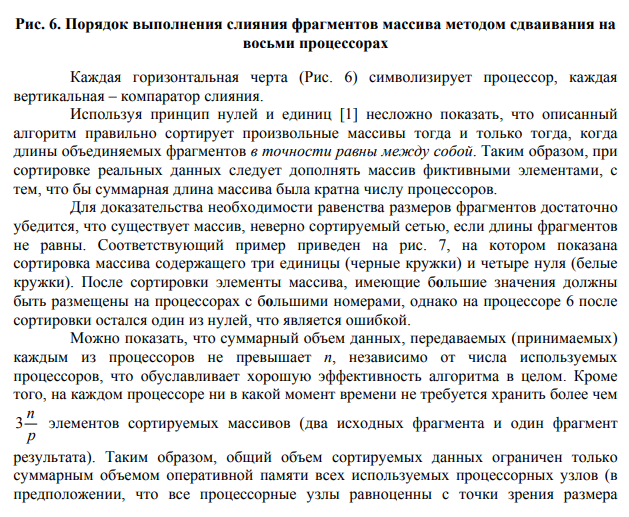 Рис. 6. Порядок выполнения слияния фрагментов массива методом сдваивания на
восьми процессорах
Каждая горизонтальная черта (Рис. 6) символизирует процессор, каждая
вертикальная – компаратор слияния.
Используя принцип нулей и единиц [1] несложно показать, что описанный
алгоритм правильно сортирует произвольные массивы тогда и только тогда, когда
длины объединяемых фрагментов в точности равны между собой. Таким образом, при
сортировке реальных данных следует дополнять массив фиктивными элементами, с
тем, что бы суммарная длина массива была кратна числу процессоров.
Для доказательства необходимости равенства размеров фрагментов достаточно
убедится, что существует массив, неверно сортируемый сетью, если длины фрагментов
не равны. Соответствующий пример приведен на рис. 7, на котором показана
сортировка массива содержащего три единицы (черные кружки) и четыре нуля (белые
кружки). После сортировки элементы массива, имеющие большие значения должны
быть размещены на процессорах с большими номерами, однако на процессоре 6 после
сортировки остался один из нулей, что является ошибкой.
Можно показать, что суммарный объем данных, передаваемых (принимаемых)
каждым из процессоров не превышает n, независимо от числа используемых
процессоров, что обуславливает хорошую эффективность алгоритма в целом. Кроме
того, на каждом процессоре ни в какой момент времени не требуется хранить более чем
3 n/p элементов сортируемых массивов (два исходных фрагмента и один фрагмент
результата). Таким образом, общий объем сортируемых данных ограничен только
суммарным объемом оперативной памяти всех используемых процессорных узлов (в
предположении, что все процессорные узлы равноценны с точки зрения размера